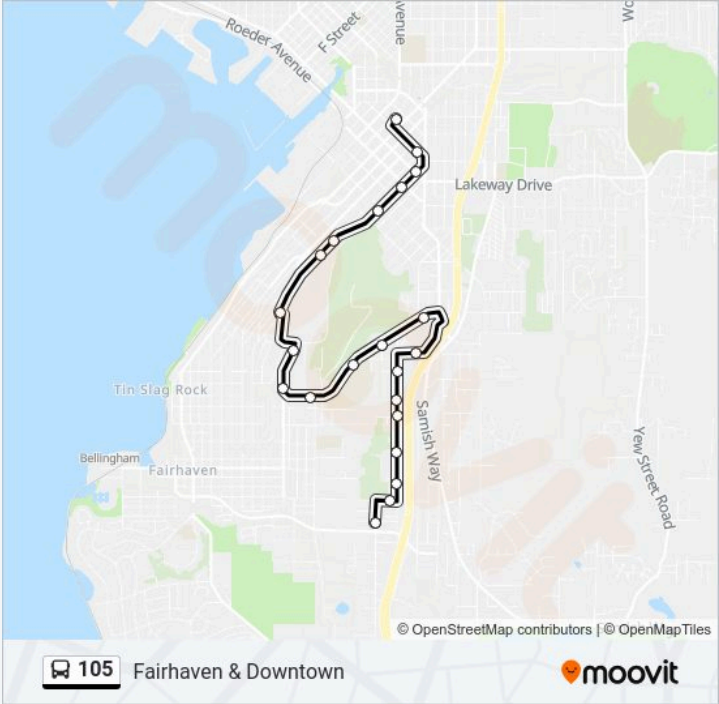 Roeder Avenue
F Street
venue
Lakeway Drive
Tin Slag Rock
Samish Way
Bellingham
Fairhaven
Yew Street Road
© OpenStreetMap contributors | © OpenMapTiles
105 Fairhaven & Downtown
moovit